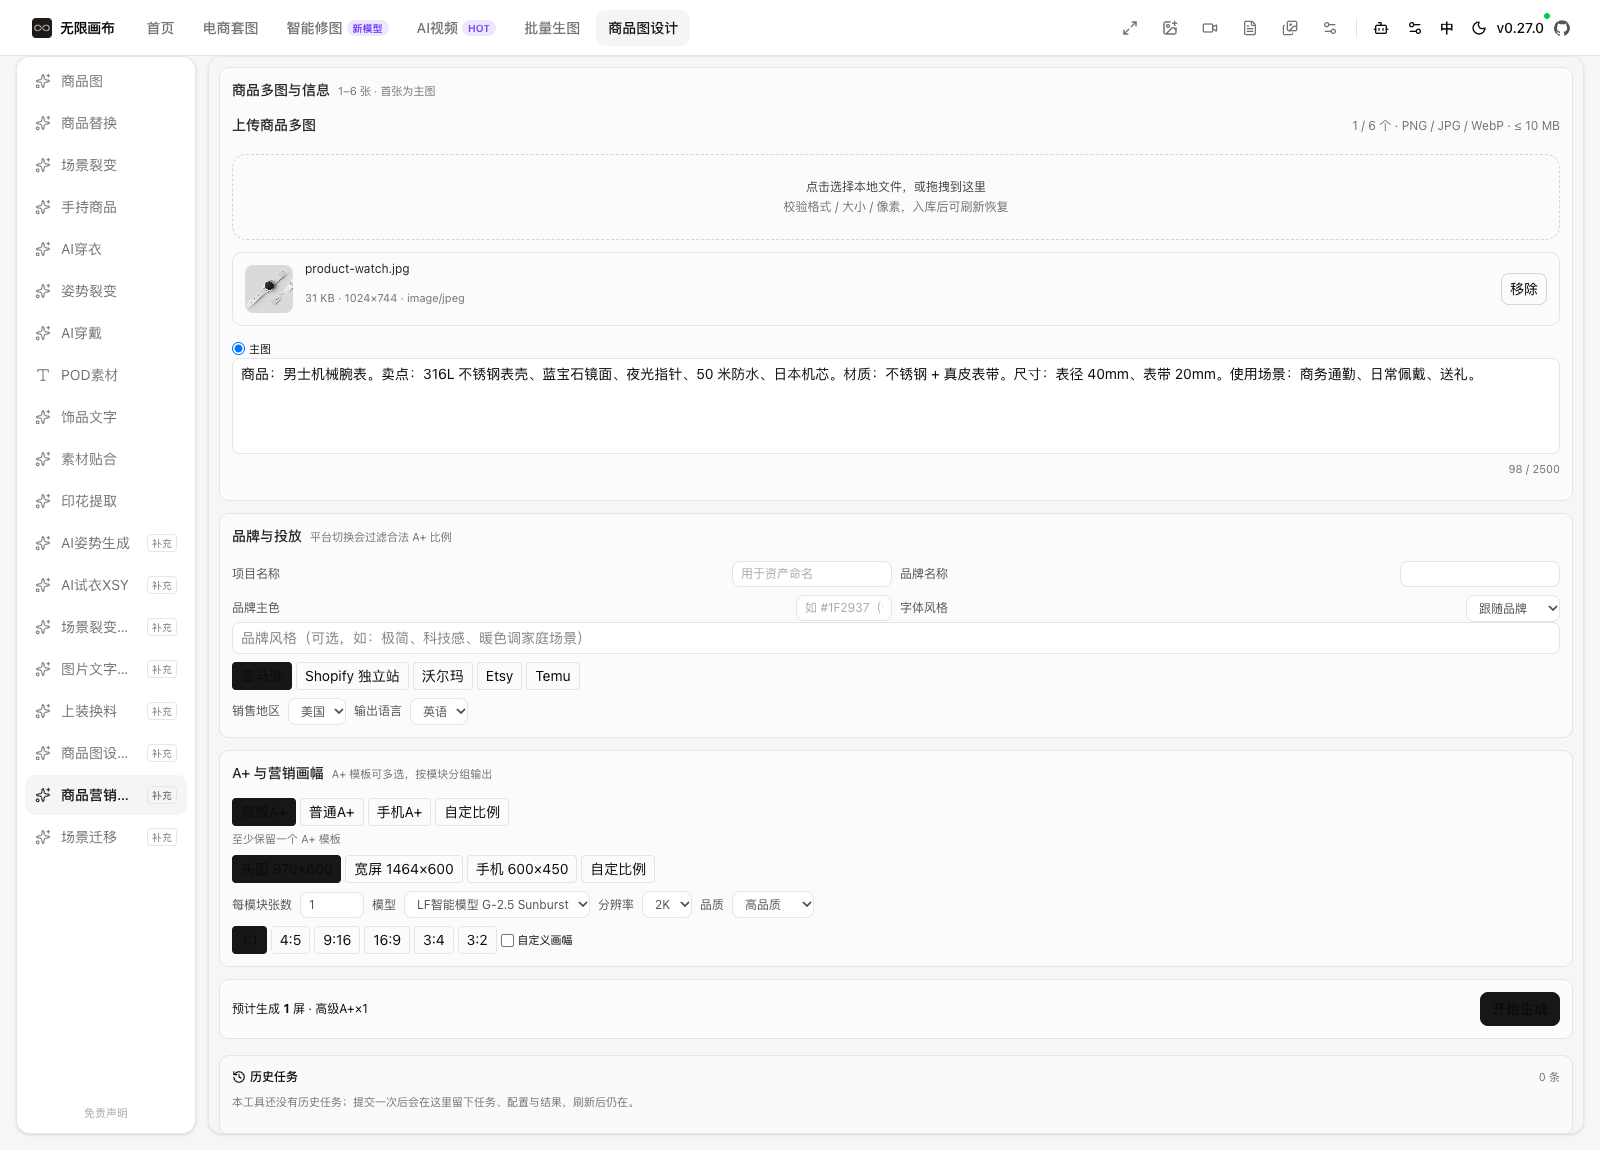 无限画布
首页
电商套图
智能修图 新模型
AI视频 HOT
批量生图
商品图设计
中
v0.27.0
商品图
商品替换
场景裂变
手持商品
AI穿衣
姿势裂变
AI穿戴
POD素材
饰品文字
素材贴合
印花提取
AI姿势生成 补充
AI试衣XSY 补充
场景裂变... 补充
图片文字... 补充
上装换料 补充
商品图设... 补充
商品营销... 补充
场景迁移 补充
免责声明
商品多图与信息 1–6 张 · 首张为主图
上传商品多图
1 / 6 个 · PNG / JPG / WebP · ≤ 10 MB
点击选择本地文件，或拖拽到这里
校验格式 / 大小 / 像素，入库后可刷新恢复
product-watch.jpg
31 KB · 1024×744 · image/jpeg
移除
主图
商品：男士机械腕表。卖点：316L 不锈钢表壳、蓝宝石镜面、夜光指针、50 米防水、日本机芯。材质：不锈钢 + 真皮表带。尺寸：表径 40mm、表带 20mm。使用场景：商务通勤、日常佩戴、送礼。
98 / 2500
品牌与投放 平台切换会过滤合法 A+ 比例
项目名称 用于资产命名 品牌名称
品牌主色 如 #1F2937（ 字体风格 跟随品牌
品牌风格（可选，如：极简、科技感、暖色调家庭场景）
亚马逊 Shopify 独立站 沃尔玛 Etsy Temu
销售地区 美国 输出语言 英语
A+ 与营销画幅 A+ 模板可多选，按模块分组输出
高级A+ 普通A+ 手机A+ 自定比例
至少保留一个 A+ 模板
头图 970×600 宽屏 1464×600 手机 600×450 自定比例
每模块张数 1 模型 LF智能模型 G-2.5 Sunburst 分辨率 2K 品质 高品质
1:1 4:5 9:16 16:9 3:4 3:2 自定义画幅
预计生成 1 屏 · 高级A+×1
开始生成
历史任务
0 条
本工具还没有历史任务；提交一次后会在这里留下任务、配置与结果，刷新后仍在。